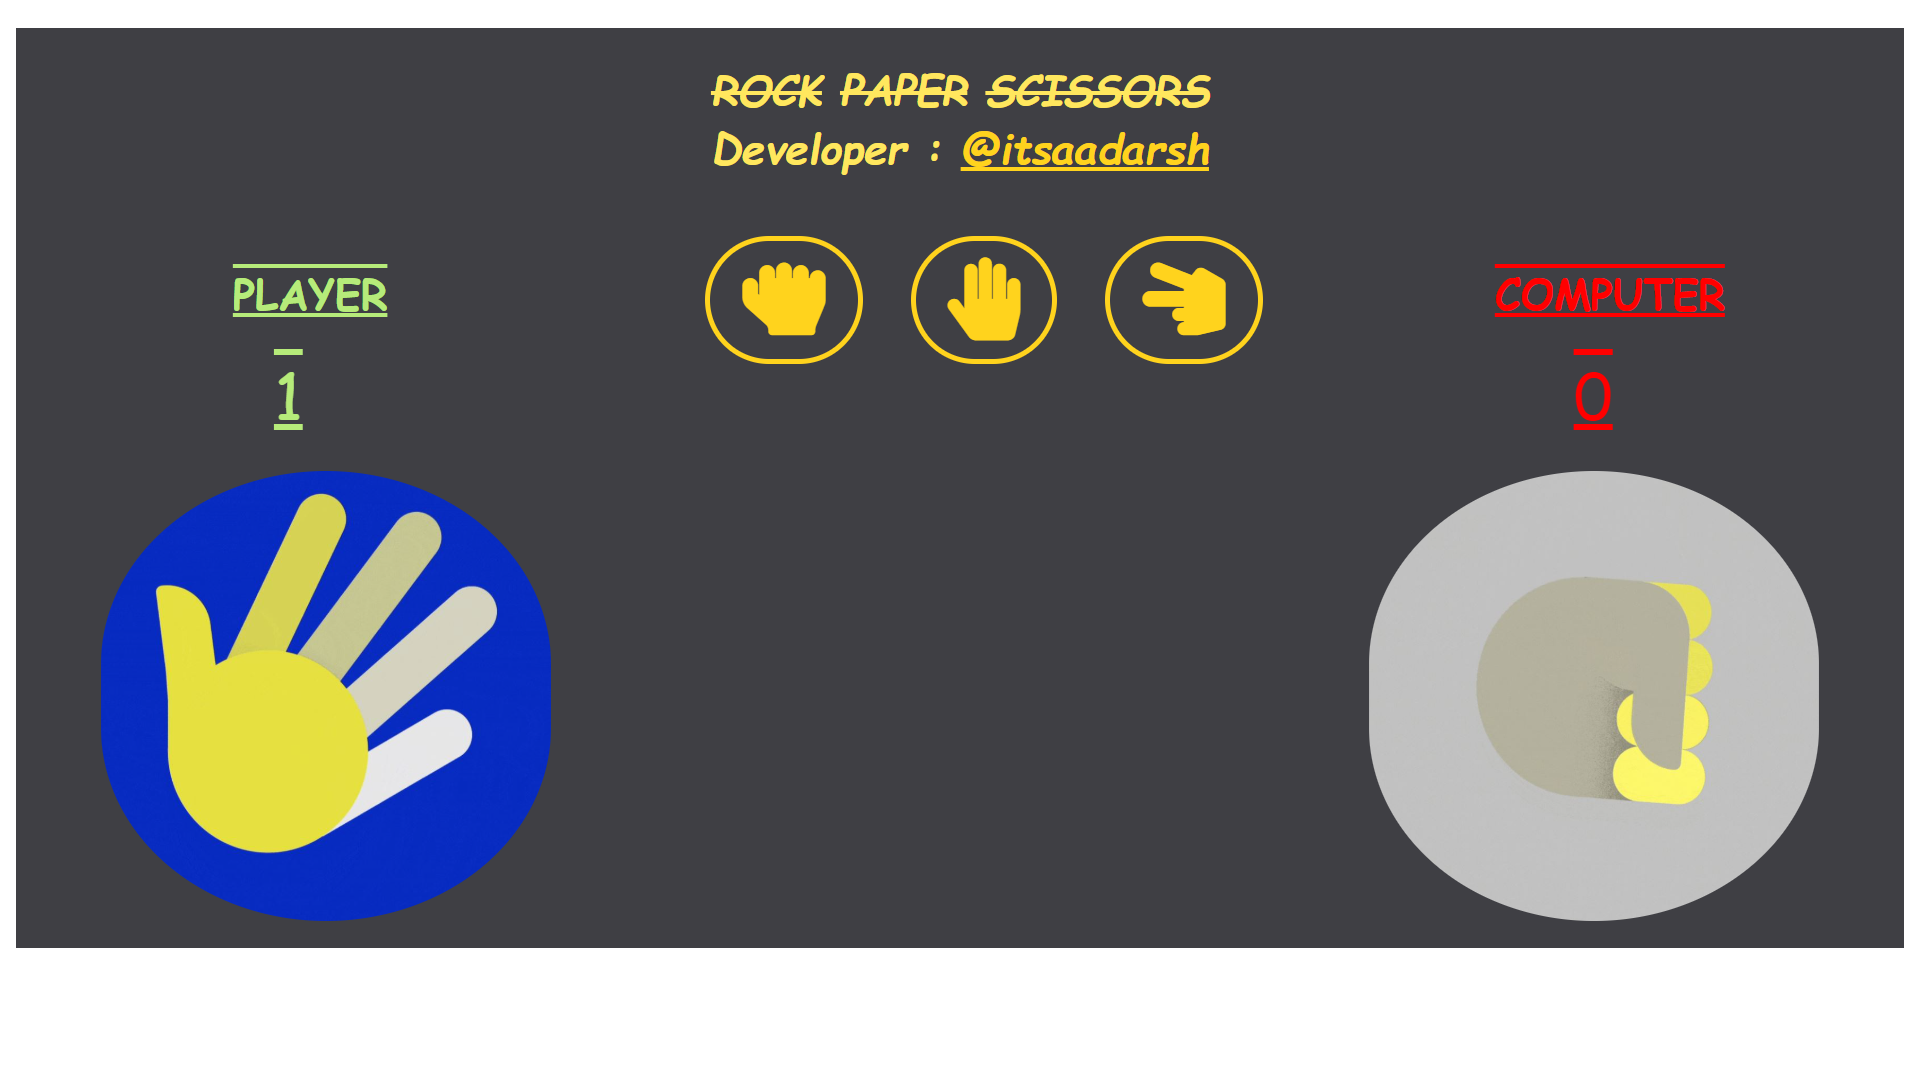 ROCK PAPER SCISSORS
Developer : @itsaadarsh
PLAYER
COMPUTER
1
0